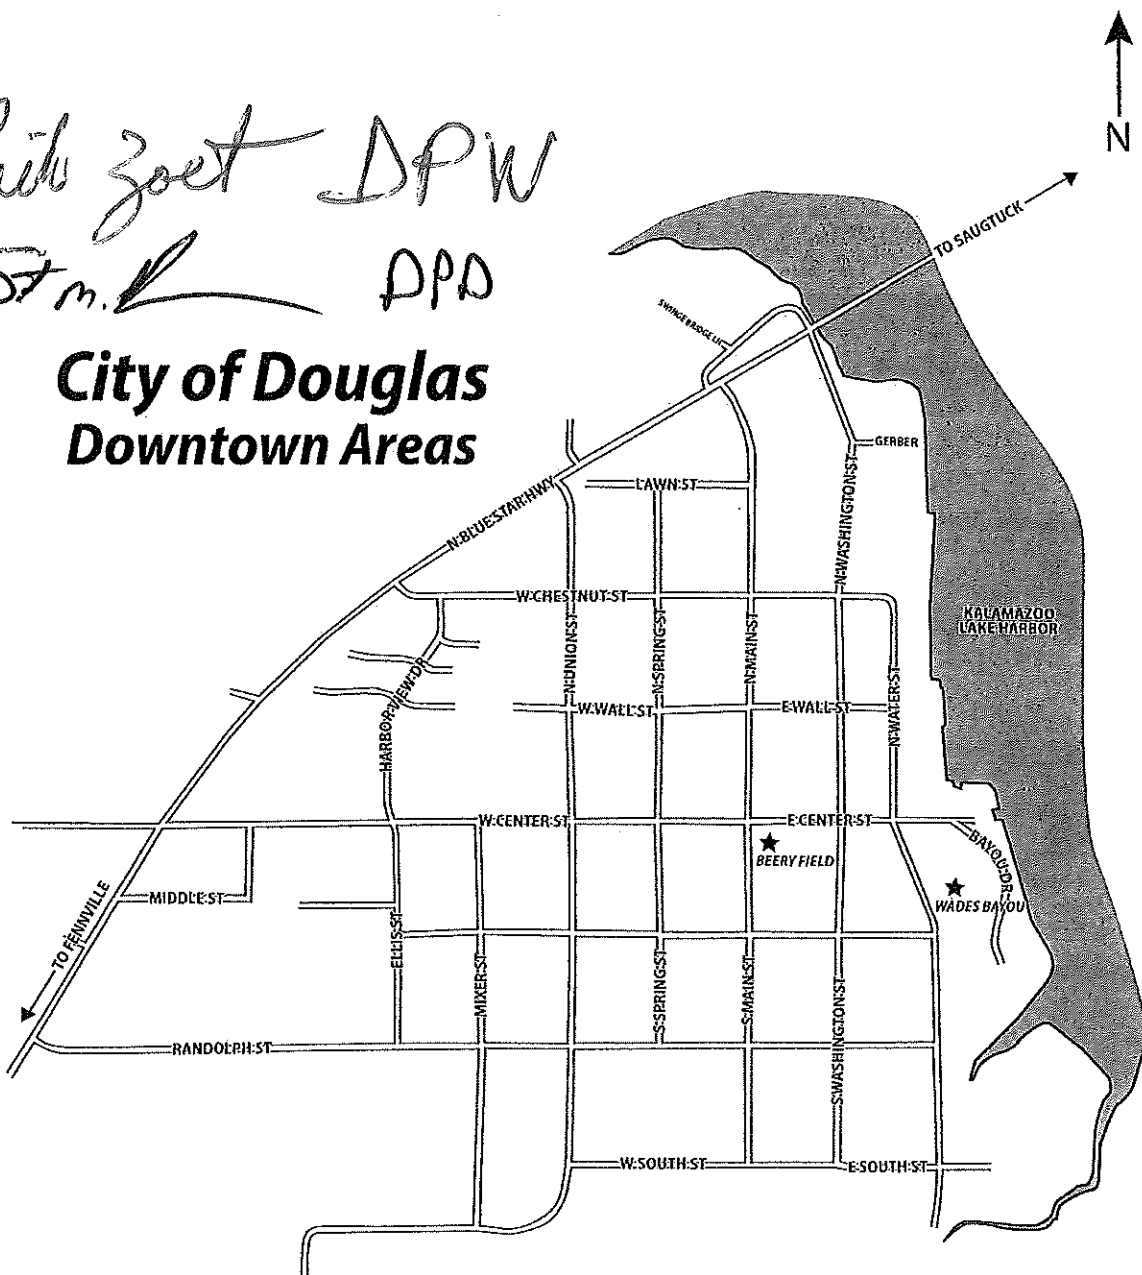 N
zoet DPW
DPD
City of Douglas
Downtown Areas
TO SAUGTUCK
SWINGEBRIDGE LN
GERBER
LAWN ST
N BLUE STAR HWY
N WASHINGTON ST
W CHESTNUT ST
KALAMAZOO
LAKE HARBOR
N UNION ST
N SPRING ST
N MAIN ST
HARBOR VIEW DR
N WATER ST
W WALL ST
E WALL ST
W CENTER ST
E CENTER ST
BEERY FIELD
BAYOU DR
WADES BAYOU
MIDDLE ST
TO FENNVILLE
ELLIS ST
MIXER ST
S SPRING ST
S MAIN ST
S WASHINGTON ST
RANDOLPH ST
W SOUTH ST
E SOUTH ST